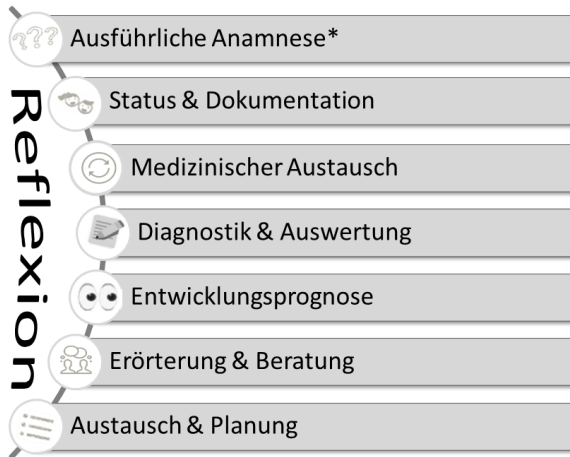 Reflexion
???
Ausführliche Anamnese*
Status & Dokumentation
Medizinischer Austausch
Diagnostik & Auswertung
Entwicklungsprognose
Erörterung & Beratung
Austausch & Planung